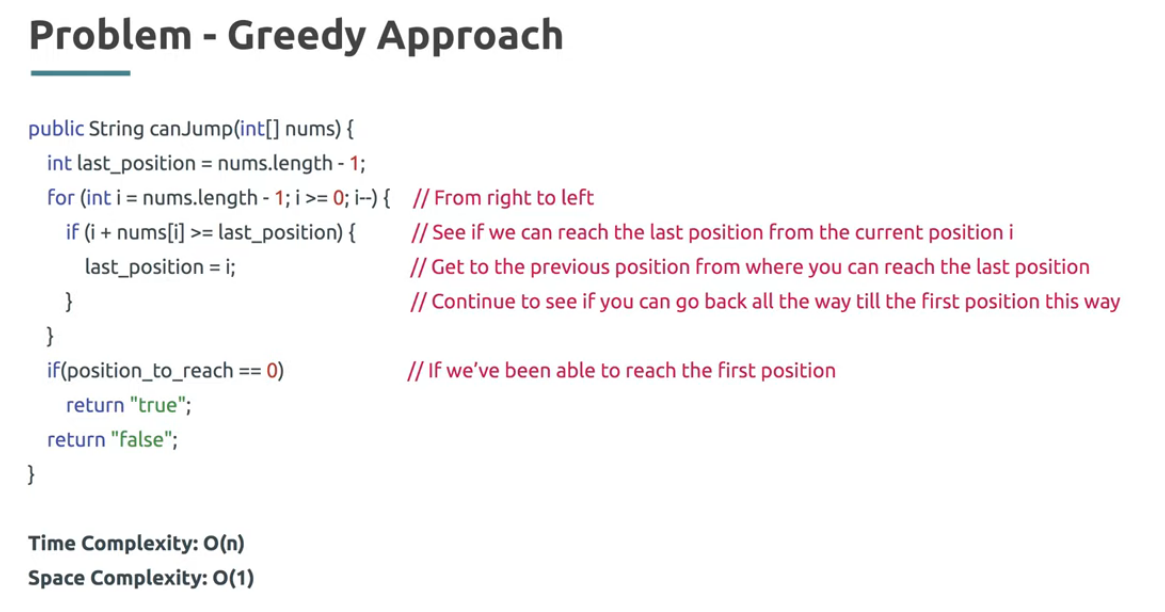 Problem - Greedy Approach
public String canJump(int[] nums) {
int last_position = nums.length - 1;
for (int i = nums.length - 1; i >= 0; i--) { // From right to left
if (i + nums[i] >= last_position) { // See if we can reach the last position from the current position i
last_position = i; // Get to the previous position from where you can reach the last position
} // Continue to see if you can go back all the way till the first position this way
}
if(position_to_reach == 0) // If we’ve been able to reach the first position
return "true";
return "false";
}
Time Complexity: O(n)
Space Complexity: O(1)